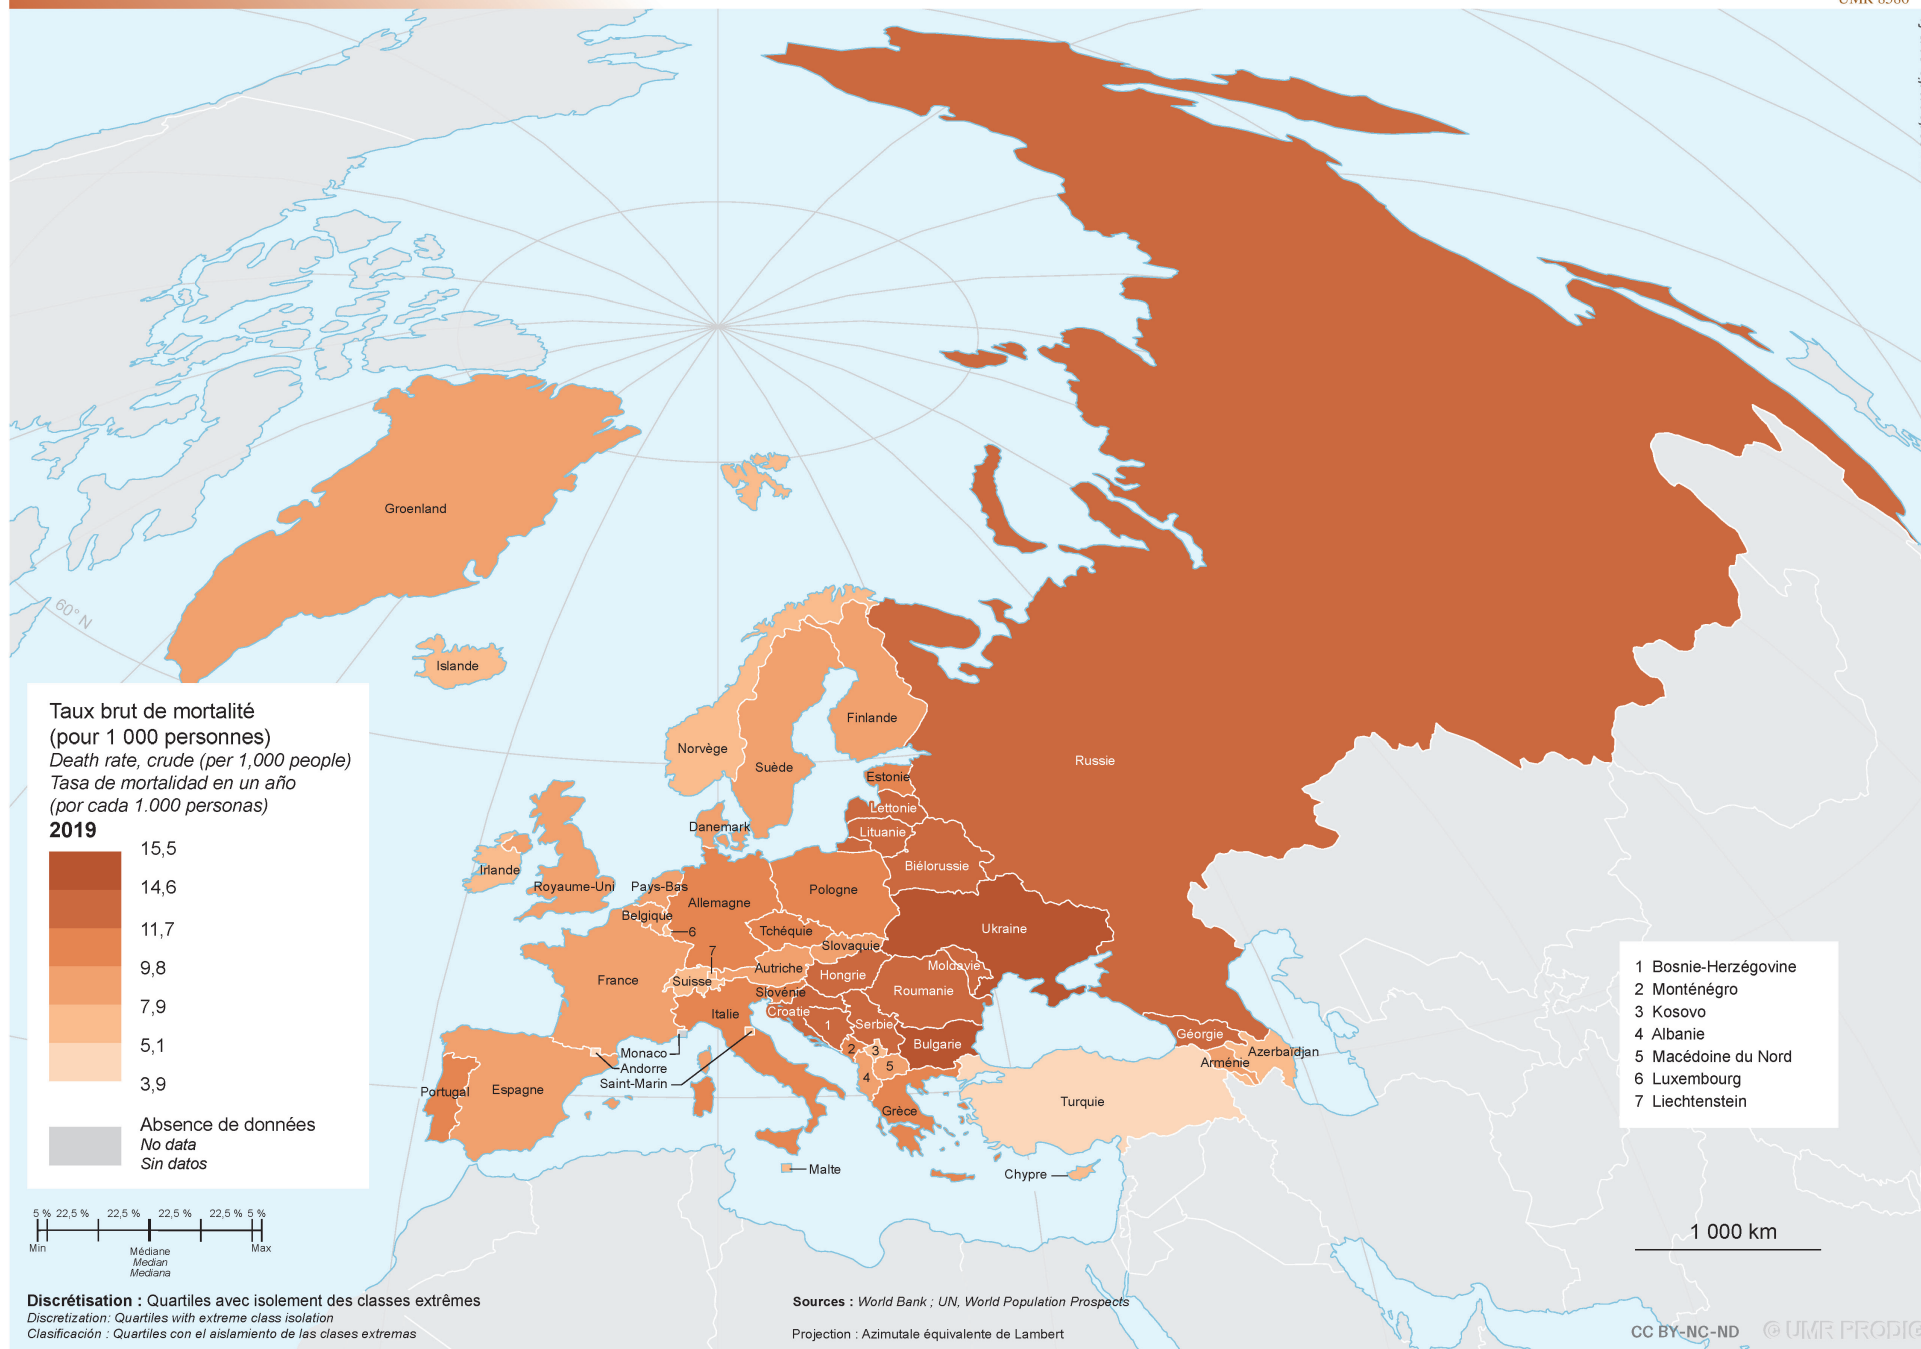 UMR 8586
60° N
Groenland
Islande
Norvège
Suède
Finlande
Russie
Estonie
Lettonie
Lituanie
Biélorussie
Danemark
Irlande
Royaume-Uni
Pays-Bas
Allemagne
Pologne
Belgique
6
7
Tchéquie
Slovaquie
Ukraine
France
Suisse
Autriche
Hongrie
Moldavie
Roumanie
Slovénie
Croatie
Italie
1
Serbie
Bulgarie
2
3
4
5
Monaco
Andorre
Saint-Marin
Portugal
Espagne
Grèce
Turquie
Géorgie
Arménie
Azerbaïdjan
Malte
Chypre
Taux brut de mortalité
(pour 1 000 personnes)
Death rate, crude (per 1,000 people)
Tasa de mortalidad en un año
(por cada 1.000 personas)
2019
15,5
14,6
11,7
9,8
7,9
5,1
3,9
Absence de données
No data
Sin datos
5 % 22,5 % 22,5 % 22,5 % 22,5 % 5 %
Min
Médiane
Median
Mediana
Max
1 Bosnie-Herzégovine
2 Monténégro
3 Kosovo
4 Albanie
5 Macédoine du Nord
6 Luxembourg
7 Liechtenstein
1 000 km
Discrétisation : Quartiles avec isolement des classes extrêmes
Discretization: Quartiles with extreme class isolation
Clasificación : Quartiles con el aislamiento de las clases extremas
Sources : World Bank ; UN, World Population Prospects
Projection : Azimutale équivalente de Lambert
CC BY-NC-ND © UMR PRODIG